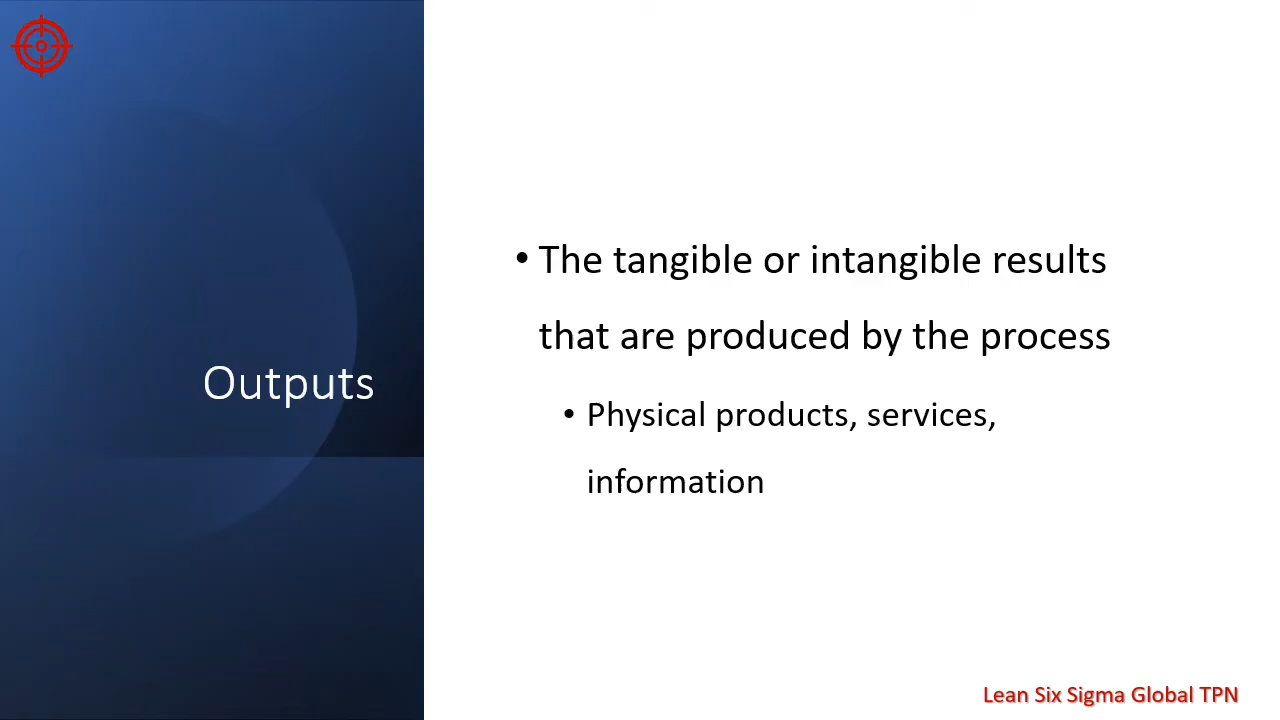 Outputs
• The tangible or intangible results
that are produced by the process
• Physical products, services,
information
Lean Six Sigma Global TPN